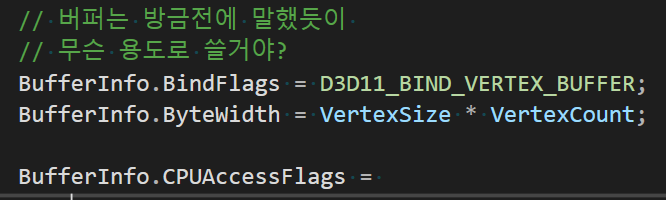 // 버퍼는 방금전에 말했듯이
// 무슨 용도로 쓸거야?
BufferInfo.BindFlags = D3D11_BIND_VERTEX_BUFFER;
BufferInfo.ByteWidth = VertexSize * VertexCount;
BufferInfo.CPUAccessFlags =